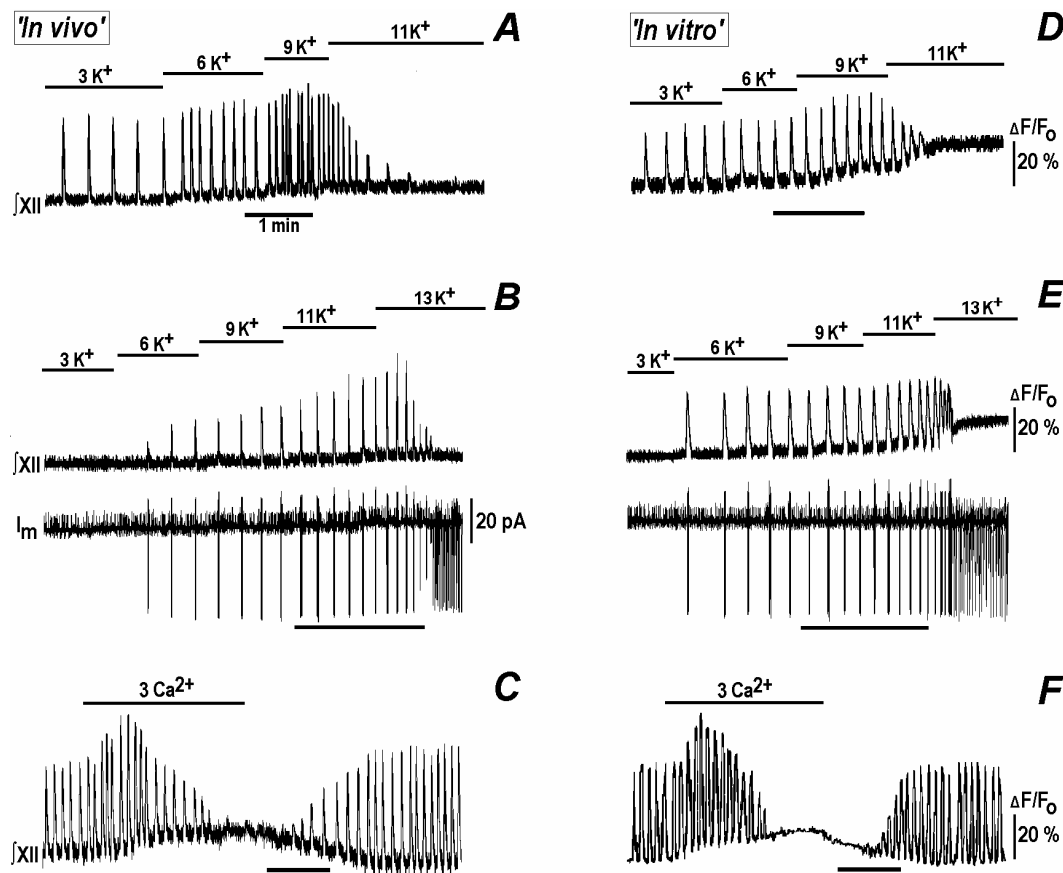 'In vivo'
A
3 K+
6 K+
9 K+
11K+
∫XII
1 min
'In vitro'
D
3 K+
6 K+
9 K+
11K+
ΔF/Fo
20 %
B
3 K+
6 K+
9 K+
11K+
13 K+
∫XII
Im
20 pA
E
3 K+
6 K+
9 K+
11 K+
13 K+
ΔF/Fo
20 %
C
3 Ca2+
∫XII
F
3 Ca2+
ΔF/Fo
20 %